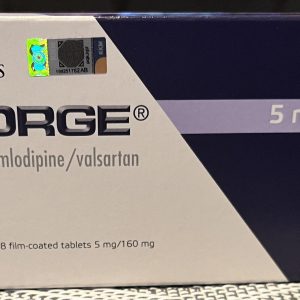 S
ORGE®
5 m
mlodipine/valsartan
8 film-coated tablets 5 mg/160 mg